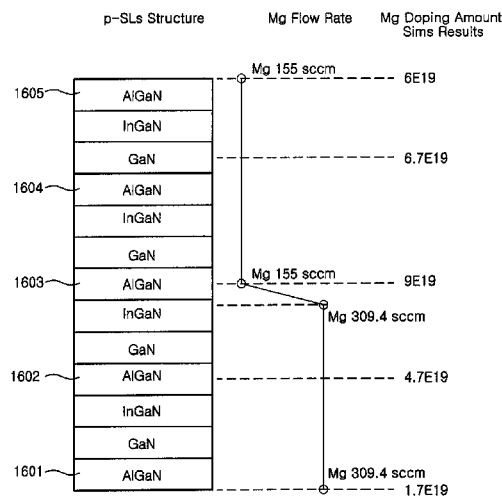 p-SLs Structure Mg Flow Rate Mg Doping Amount
Sims Results
Mg 155 sccm 6E19
1605 AlGaN
InGaN
GaN 6.7E19
1604 AlGaN
InGaN
GaN
Mg 155 sccm
1603 AlGaN 9E19
InGaN
Mg 309.4 sccm
GaN
1602 AlGaN 4.7E19
InGaN
GaN
Mg 309.4 sccm
1601 AlGaN
1.7E19